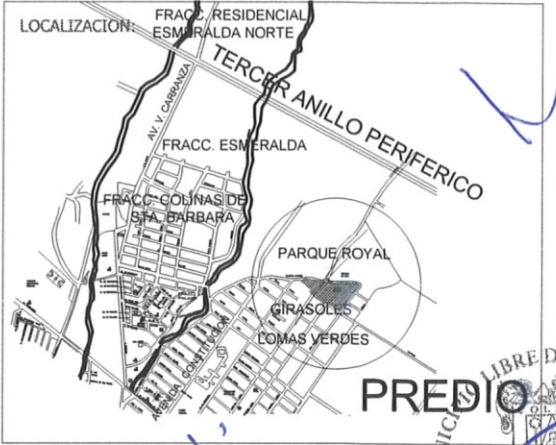 LOCALIZACION:
FRACC. RESIDENCIAL
ESMERALDA NORTE
TERCER ANILLO PERIFERICO
AV. V. CARRANZA
FRACC. ESMERALDA
FRACC. COLINAS DE
STA. BARBARA
PARQUE ROYAL
GIRASOLES
LOMAS VERDES
AVENIDA CONSTITUCION
PREDIO
LIBRE D